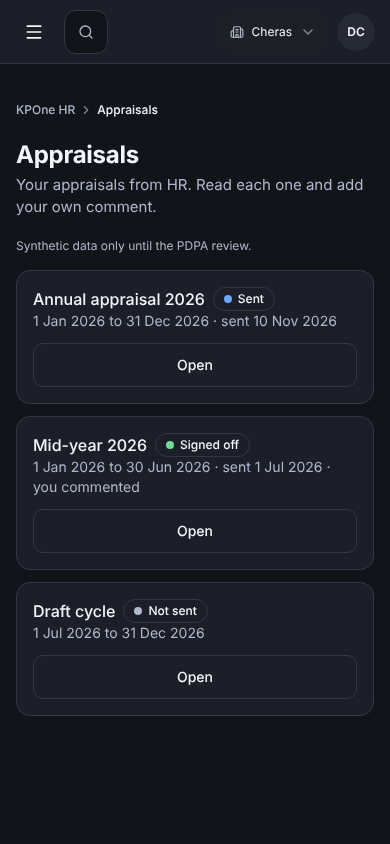 Cheras
DC
KPOne HR > Appraisals
Appraisals
Your appraisals from HR. Read each one and add
your own comment.
Synthetic data only until the PDPA review.
Annual appraisal 2026 Sent
1 Jan 2026 to 31 Dec 2026 · sent 10 Nov 2026
Open
Mid-year 2026 Signed off
1 Jan 2026 to 30 Jun 2026 · sent 1 Jul 2026 ·
you commented
Open
Draft cycle Not sent
1 Jul 2026 to 31 Dec 2026
Open